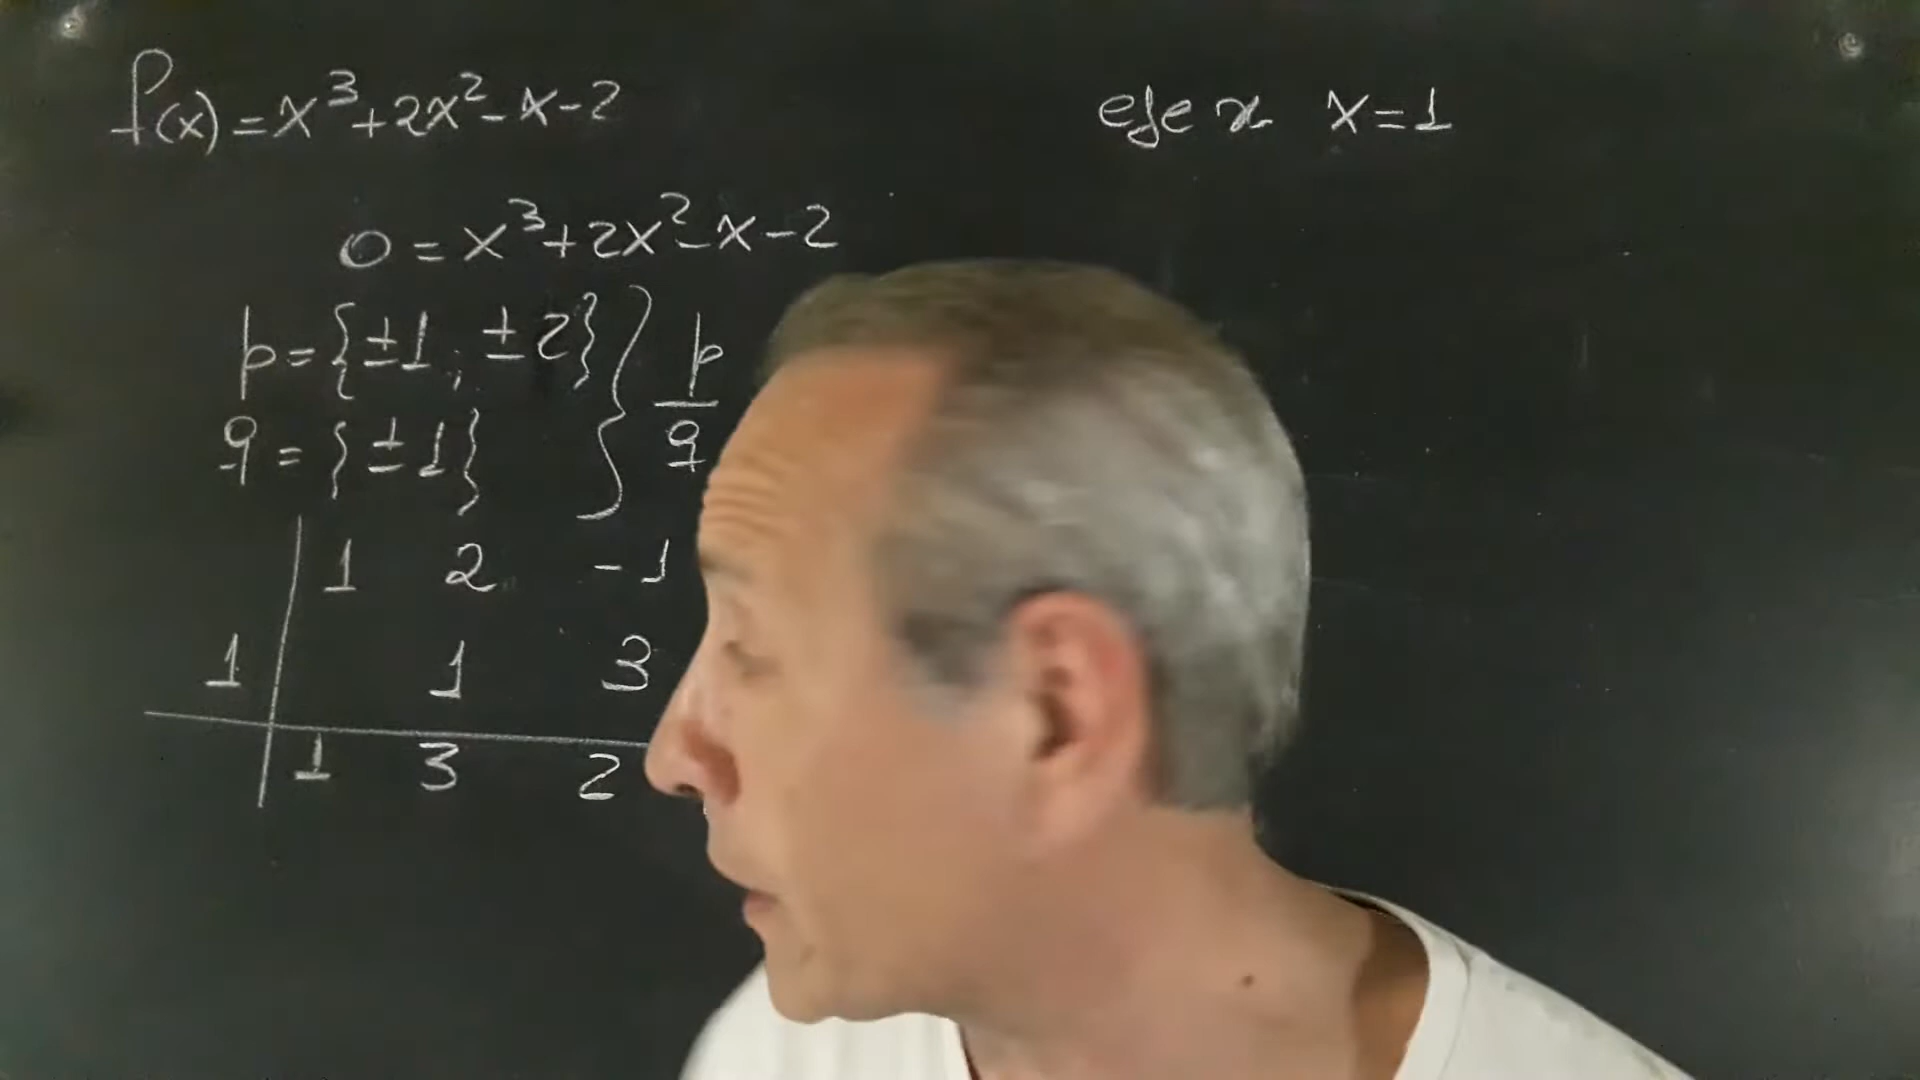 f(x)=x³+2x²-x-2
eje x x=1
0=x³+2x²-x-2
p={±1; ±2}
q={±1}
p/q
1 2 -1
1 1 3
1 3 2